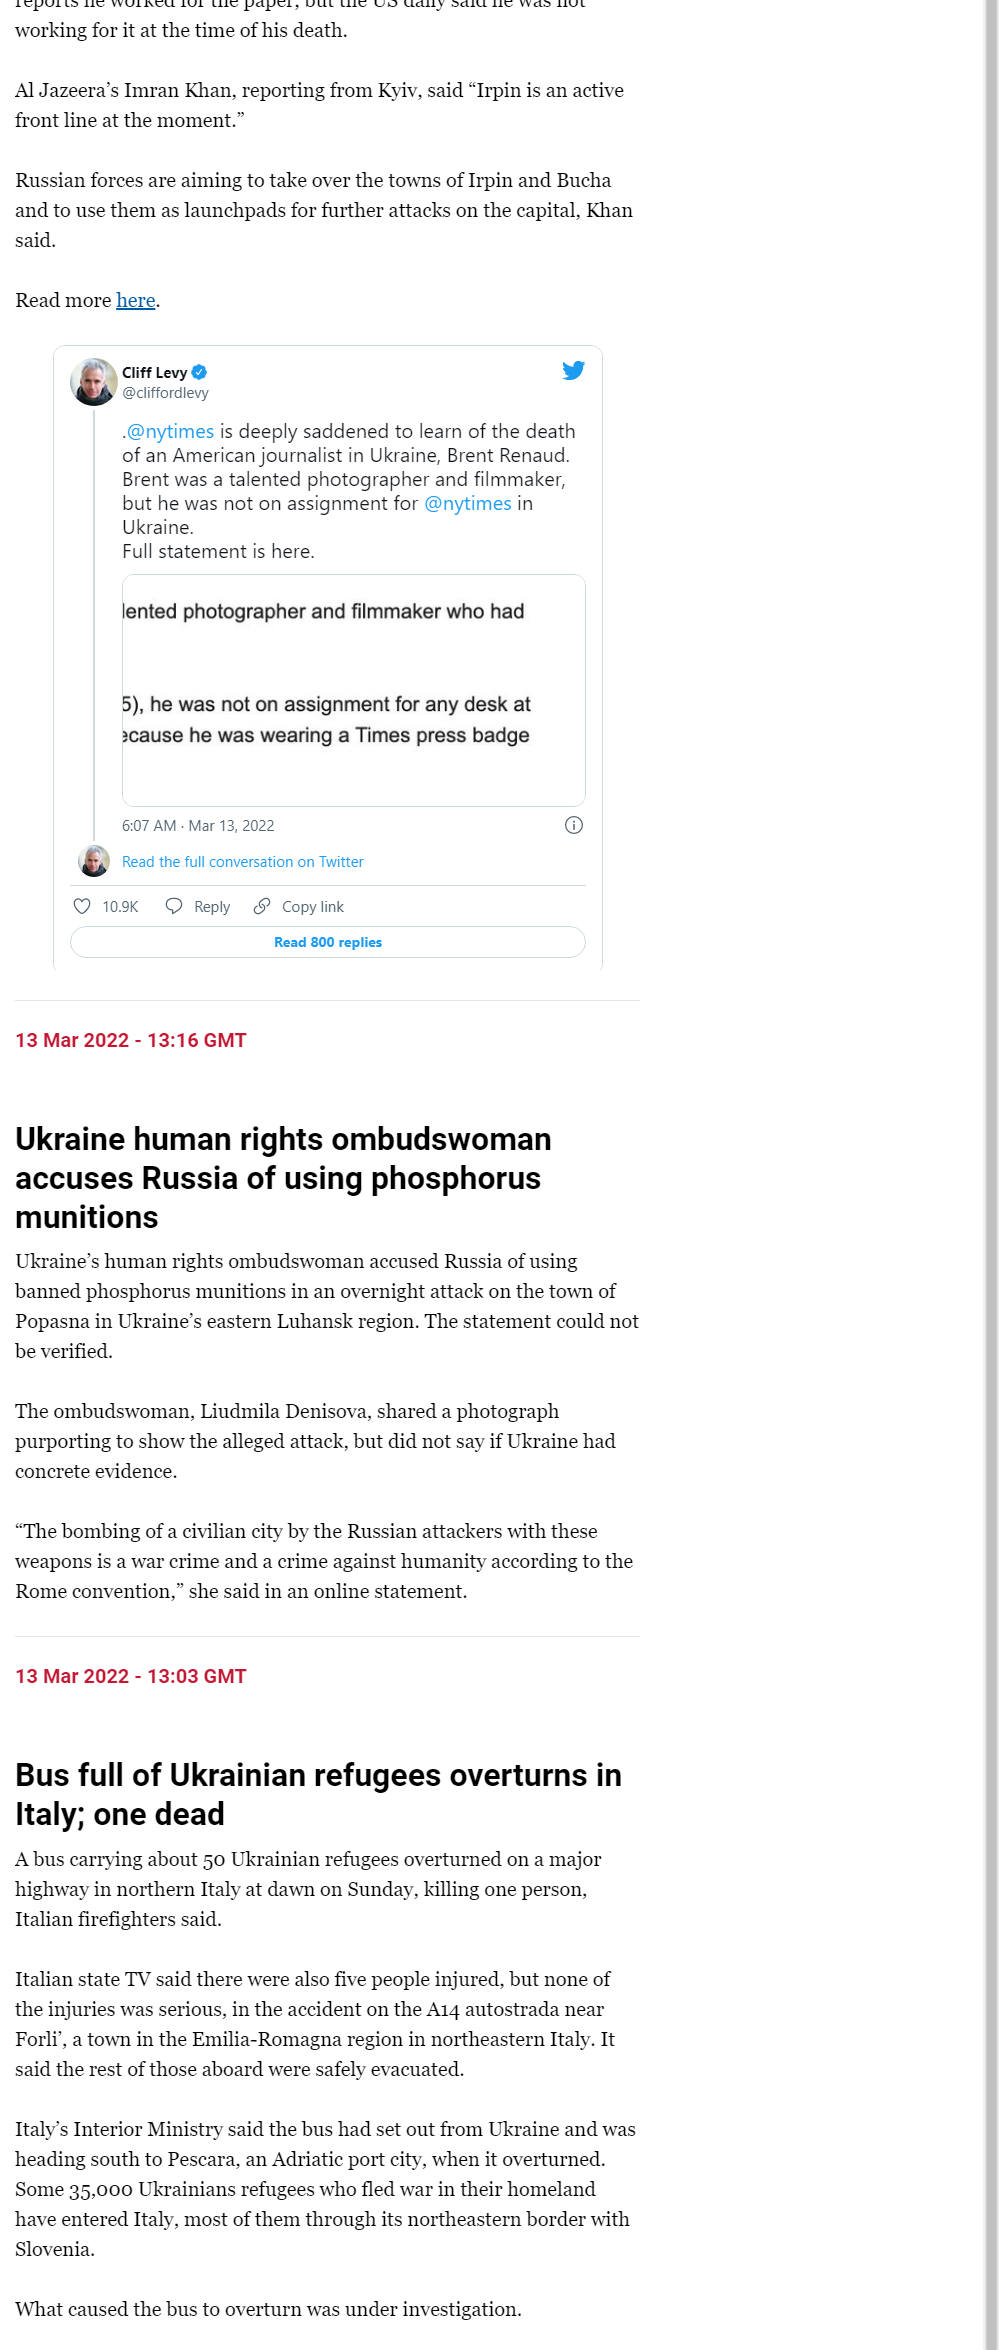 reports he worked for the paper, but the US daily said he was not
working for it at the time of his death.
Al Jazeera’s Imran Khan, reporting from Kyiv, said “Irpin is an active
front line at the moment.”
Russian forces are aiming to take over the towns of Irpin and Bucha
and to use them as launchpads for further attacks on the capital, Khan
said.
Read more here.
Cliff Levy
@cliffordlevy
.@nytimes is deeply saddened to learn of the death
of an American journalist in Ukraine, Brent Renaud.
Brent was a talented photographer and filmmaker,
but he was not on assignment for @nytimes in
Ukraine.
Full statement is here.
lented photographer and filmmaker who had
5), he was not on assignment for any desk at
ecause he was wearing a Times press badge
6:07 AM · Mar 13, 2022
Read the full conversation on Twitter
10.9K Reply Copy link
Read 800 replies
13 Mar 2022 - 13:16 GMT
Ukraine human rights ombudswoman
accuses Russia of using phosphorus
munitions
Ukraine’s human rights ombudswoman accused Russia of using
banned phosphorus munitions in an overnight attack on the town of
Popasna in Ukraine’s eastern Luhansk region. The statement could not
be verified.
The ombudswoman, Liudmila Denisova, shared a photograph
purporting to show the alleged attack, but did not say if Ukraine had
concrete evidence.
“The bombing of a civilian city by the Russian attackers with these
weapons is a war crime and a crime against humanity according to the
Rome convention,” she said in an online statement.
13 Mar 2022 - 13:03 GMT
Bus full of Ukrainian refugees overturns in
Italy; one dead
A bus carrying about 50 Ukrainian refugees overturned on a major
highway in northern Italy at dawn on Sunday, killing one person,
Italian firefighters said.
Italian state TV said there were also five people injured, but none of
the injuries was serious, in the accident on the A14 autostrada near
Forli’, a town in the Emilia-Romagna region in northeastern Italy. It
said the rest of those aboard were safely evacuated.
Italy’s Interior Ministry said the bus had set out from Ukraine and was
heading south to Pescara, an Adriatic port city, when it overturned.
Some 35,000 Ukrainians refugees who fled war in their homeland
have entered Italy, most of them through its northeastern border with
Slovenia.
What caused the bus to overturn was under investigation.